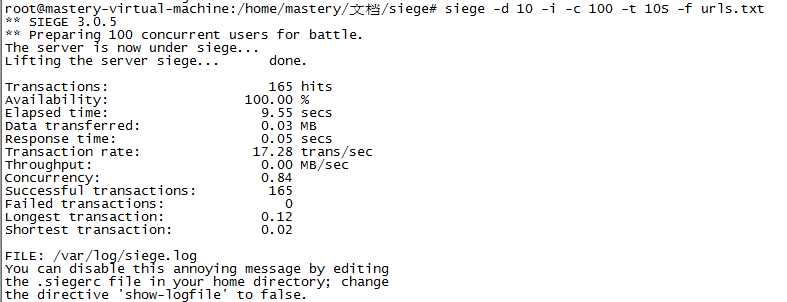 root@mastery-virtual-machine:/home/mastery/文档/siege# siege -d 10 -i -c 100 -t 10S -f urls.txt
** SIEGE 3.0.5
** Preparing 100 concurrent users for battle.
The server is now under siege...
Lifting the server siege...      done.
Transactions:                    165 hits
Availability:                 100.00 %
Elapsed time:                   9.55 secs
Data transferred:               0.03 MB
Response time:                  0.05 secs
Transaction rate:              17.28 trans/sec
Throughput:                     0.00 MB/sec
Concurrency:                    0.84
Successful transactions:         165
Failed transactions:               0
Longest transaction:            0.12
Shortest transaction:           0.02
FILE: /var/log/siege.log
You can disable this annoying message by editing
the .siegerc file in your home directory; change
the directive 'show-logfile' to false.